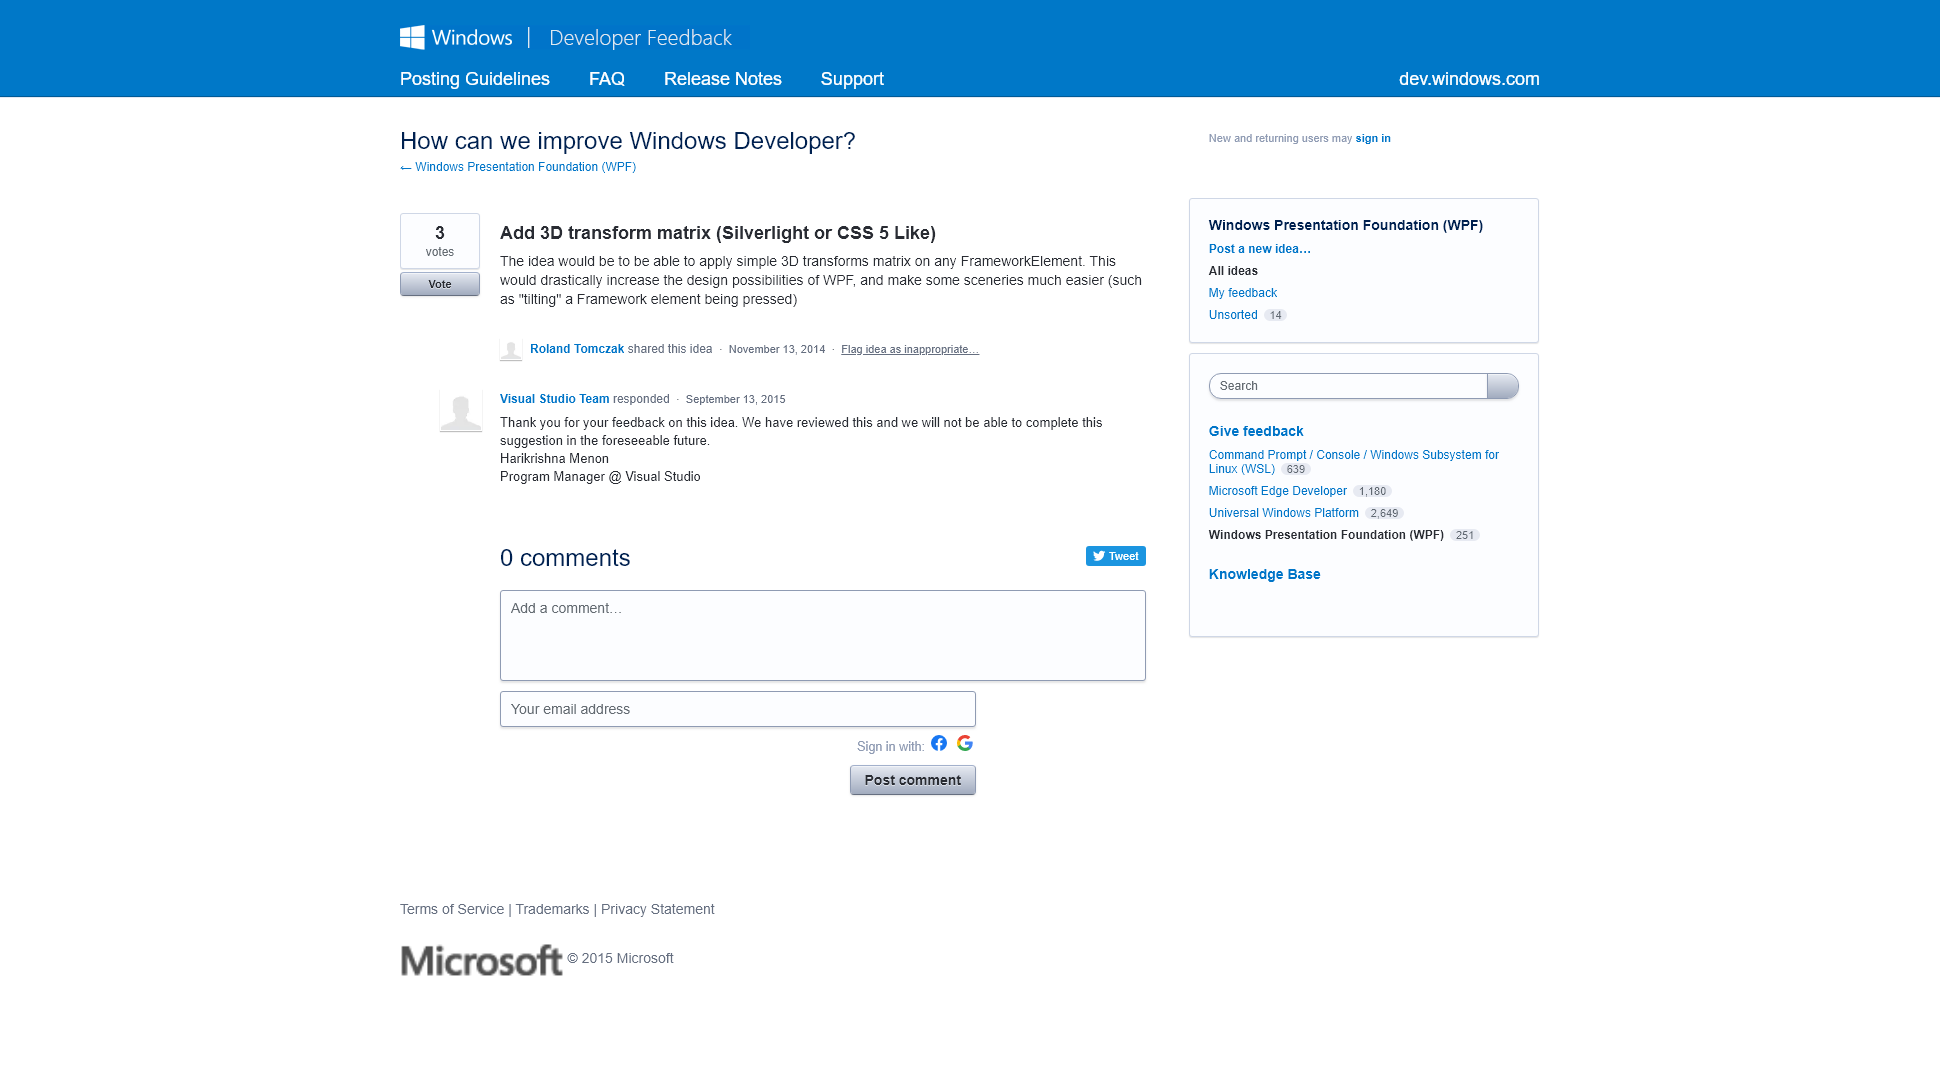 Windows | Developer Feedback
Posting Guidelines FAQ Release Notes Support dev.windows.com
How can we improve Windows Developer?
← Windows Presentation Foundation (WPF)
New and returning users may sign in
3
votes
Vote
Add 3D transform matrix (Silverlight or CSS 5 Like)
The idea would be to be able to apply simple 3D transforms matrix on any FrameworkElement. This
would drastically increase the design possibilities of WPF, and make some sceneries much easier (such
as "tilting" a Framework element being pressed)
Roland Tomczak shared this idea · November 13, 2014 · Flag idea as inappropriate…
Visual Studio Team responded · September 13, 2015
Thank you for your feedback on this idea. We have reviewed this and we will not be able to complete this
suggestion in the foreseeable future.
Harikrishna Menon
Program Manager @ Visual Studio
0 comments
Tweet
Add a comment…
Your email address
Sign in with:
Post comment
Windows Presentation Foundation (WPF)
Post a new idea…
All ideas
My feedback
Unsorted 14
Search
Give feedback
Command Prompt / Console / Windows Subsystem for
Linux (WSL) 639
Microsoft Edge Developer 1,180
Universal Windows Platform 2,649
Windows Presentation Foundation (WPF) 251
Knowledge Base
Terms of Service | Trademarks | Privacy Statement
Microsoft © 2015 Microsoft